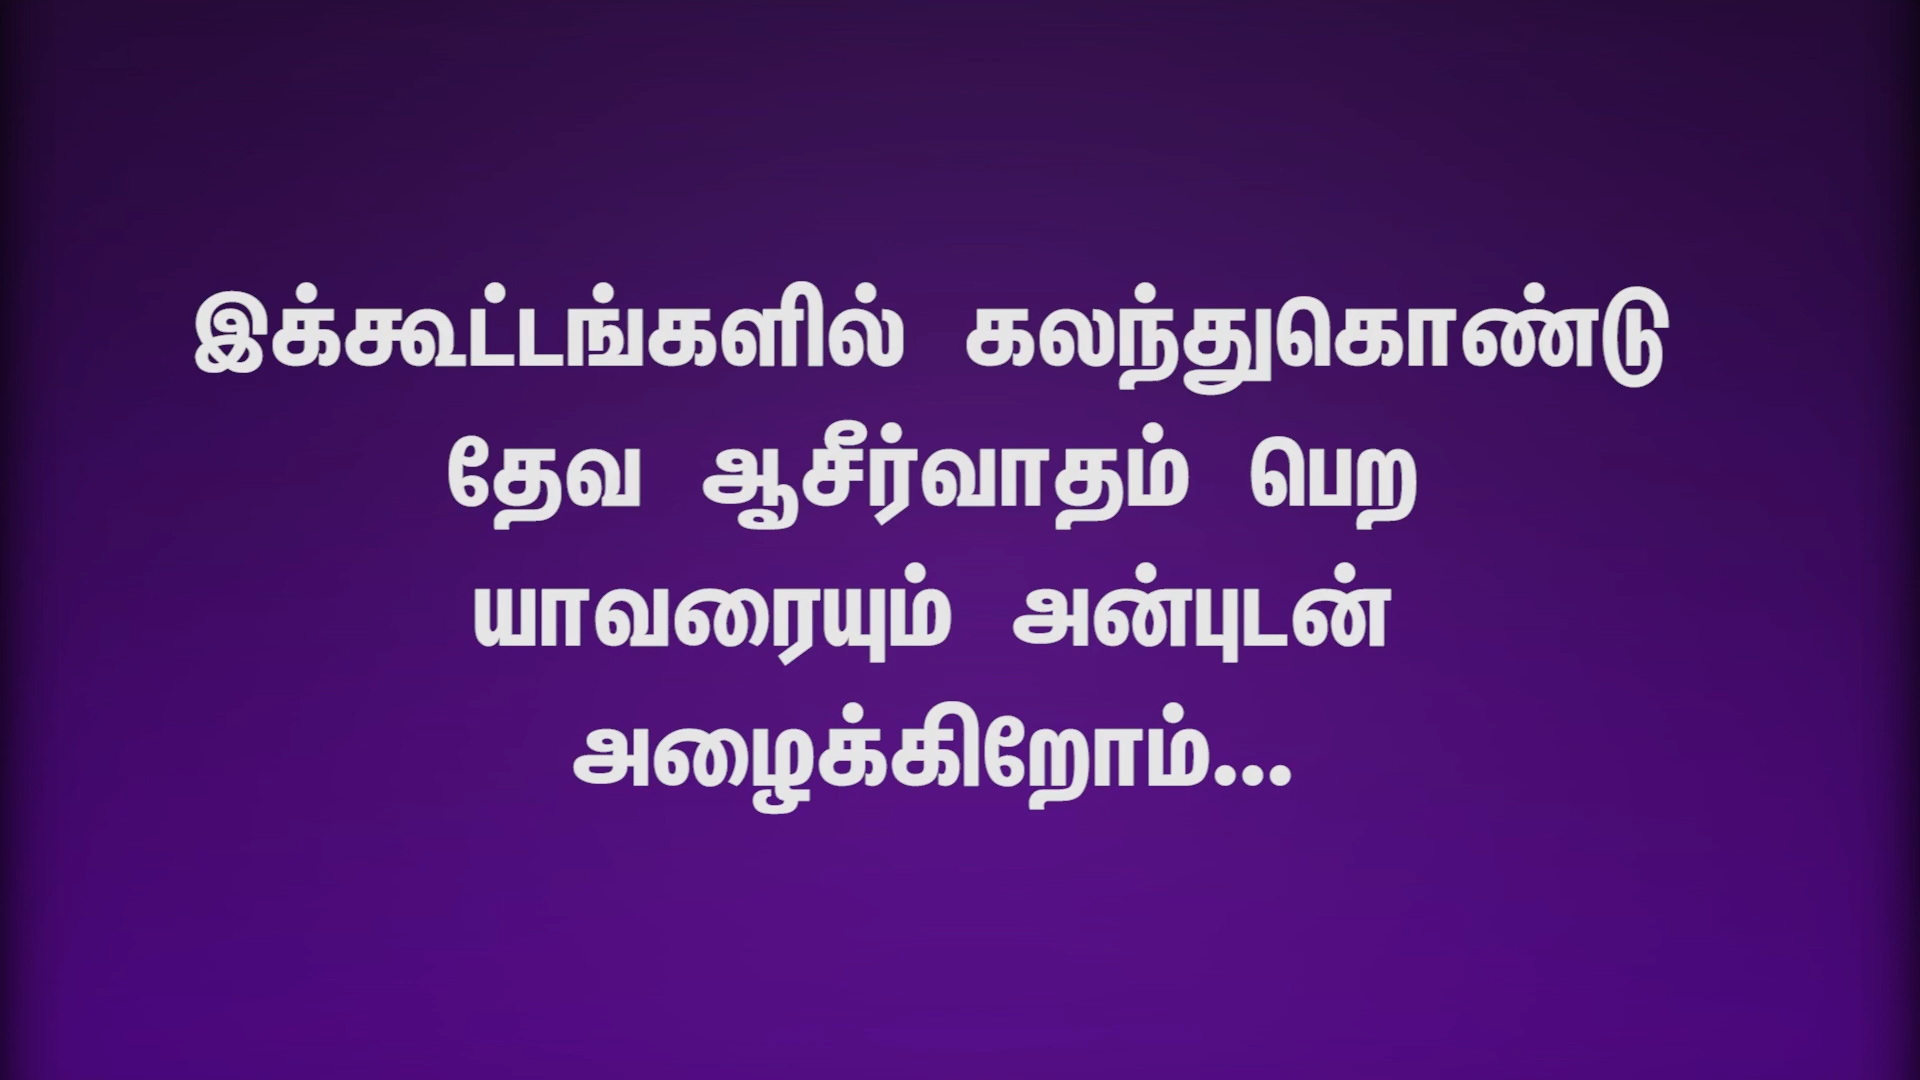 இக்கூட்டங்களில் கலந்துகொண்டு
தேவ ஆசீர்வாதம் பெற
யாவரையும் அன்புடன்
அழைக்கிறோம்...